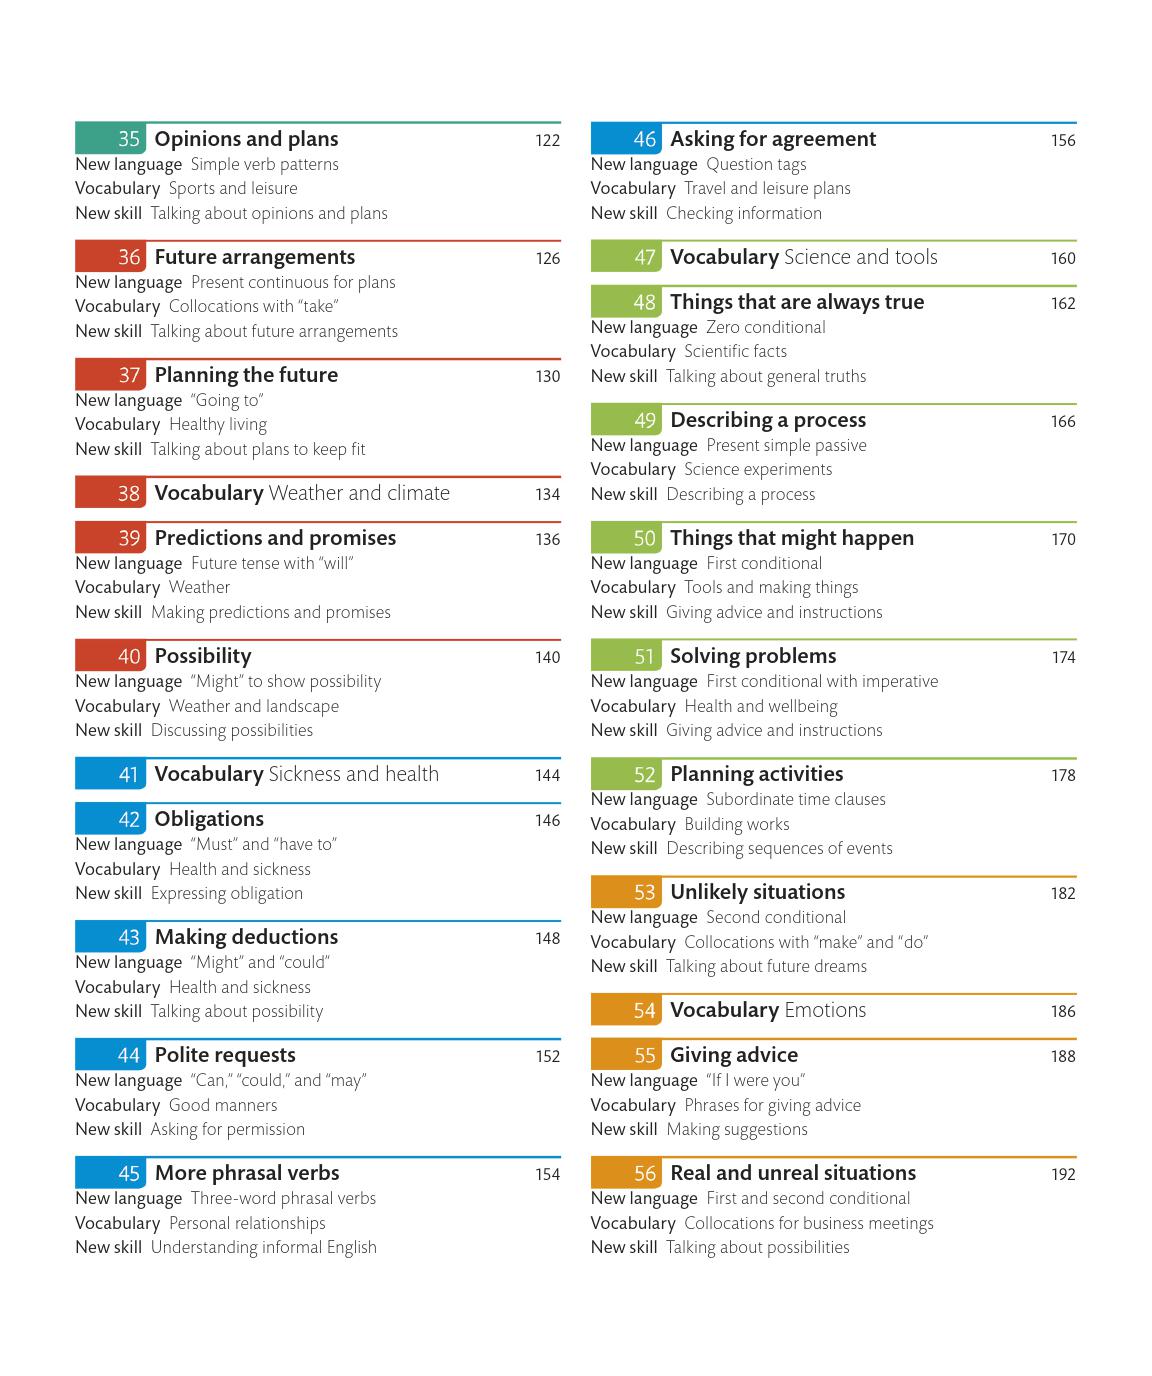 35 Opinions and plans 122
New language Simple verb patterns
Vocabulary Sports and leisure
New skill Talking about opinions and plans
36 Future arrangements 126
New language Present continuous for plans
Vocabulary Collocations with “take”
New skill Talking about future arrangements
37 Planning the future 130
New language “Going to”
Vocabulary Healthy living
New skill Talking about plans to keep fit
38 Vocabulary Weather and climate 134
39 Predictions and promises 136
New language Future tense with “will”
Vocabulary Weather
New skill Making predictions and promises
40 Possibility 140
New language “Might” to show possibility
Vocabulary Weather and landscape
New skill Discussing possibilities
41 Vocabulary Sickness and health 144
42 Obligations 146
New language “Must” and “have to”
Vocabulary Health and sickness
New skill Expressing obligation
43 Making deductions 148
New language “Might” and “could”
Vocabulary Health and sickness
New skill Talking about possibility
44 Polite requests 152
New language “Can,” “could,” and “may”
Vocabulary Good manners
New skill Asking for permission
45 More phrasal verbs 154
New language Three-word phrasal verbs
Vocabulary Personal relationships
New skill Understanding informal English
46 Asking for agreement 156
New language Question tags
Vocabulary Travel and leisure plans
New skill Checking information
47 Vocabulary Science and tools 160
48 Things that are always true 162
New language Zero conditional
Vocabulary Scientific facts
New skill Talking about general truths
49 Describing a process 166
New language Present simple passive
Vocabulary Science experiments
New skill Describing a process
50 Things that might happen 170
New language First conditional
Vocabulary Tools and making things
New skill Giving advice and instructions
51 Solving problems 174
New language First conditional with imperative
Vocabulary Health and wellbeing
New skill Giving advice and instructions
52 Planning activities 178
New language Subordinate time clauses
Vocabulary Building works
New skill Describing sequences of events
53 Unlikely situations 182
New language Second conditional
Vocabulary Collocations with “make” and “do”
New skill Talking about future dreams
54 Vocabulary Emotions 186
55 Giving advice 188
New language “If I were you”
Vocabulary Phrases for giving advice
New skill Making suggestions
56 Real and unreal situations 192
New language First and second conditional
Vocabulary Collocations for business meetings
New skill Talking about possibilities